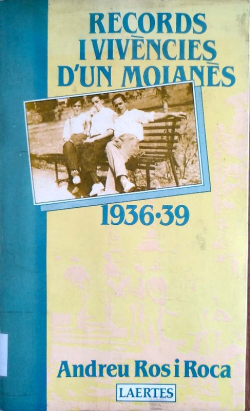 RECORDS
I VIVÈNCIES
D'UN MOIANÈS
1936·39
Andreu Ros i Roca
LAERTES